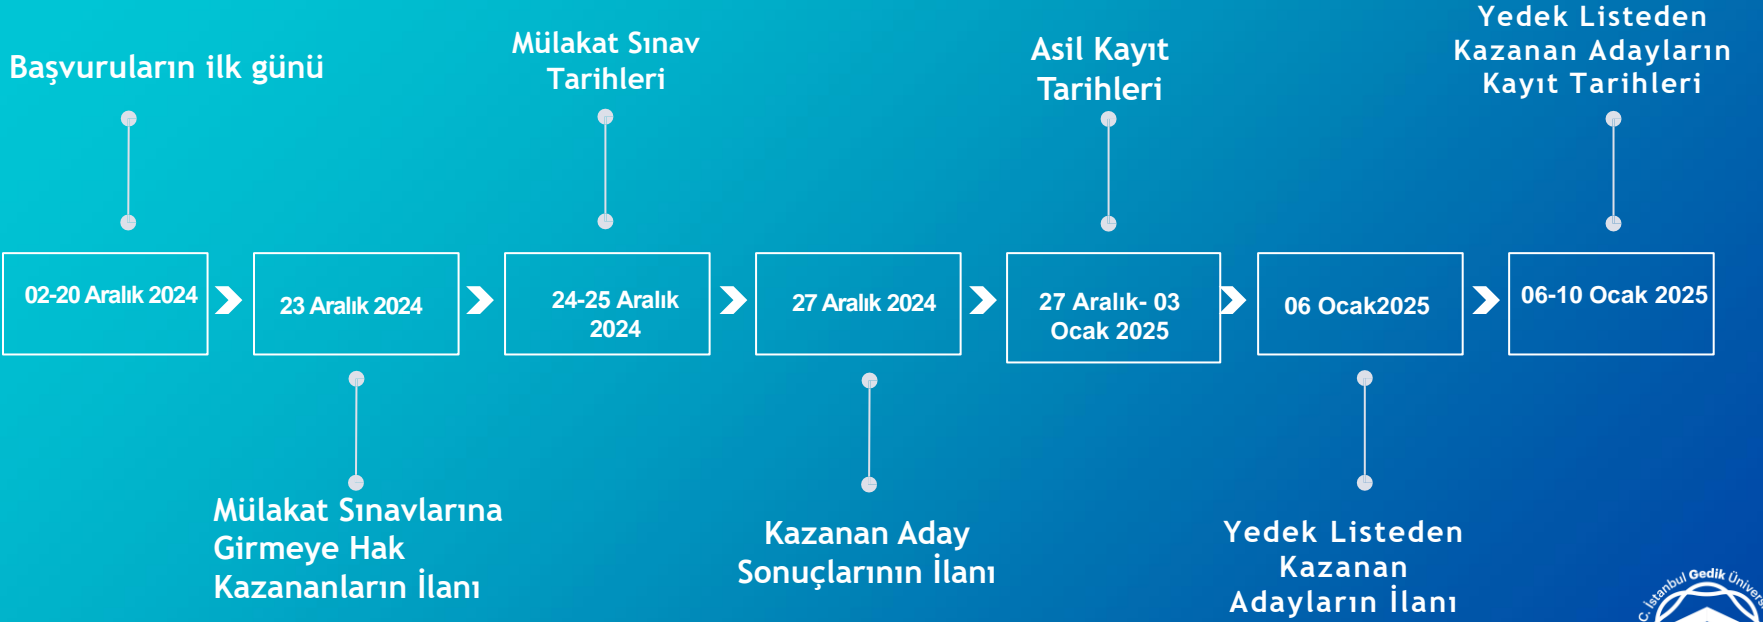 Başvuruların ilk günü
Mülakat Sınav
Tarihleri
Asil Kayıt
Tarihleri
Yedek Listeden
Kazanan Adayların
Kayıt Tarihleri
02-20 Aralık 2024
23 Aralık 2024
24-25 Aralık
2024
27 Aralık 2024
27 Aralık- 03
Ocak 2025
06 Ocak2025
06-10 Ocak 2025
Mülakat Sınavlarına
Girmeye Hak
Kazananların İlanı
Kazanan Aday
Sonuçlarının İlanı
Yedek Listeden
Kazanan
Adayların İlanı
İstanbul Gedik